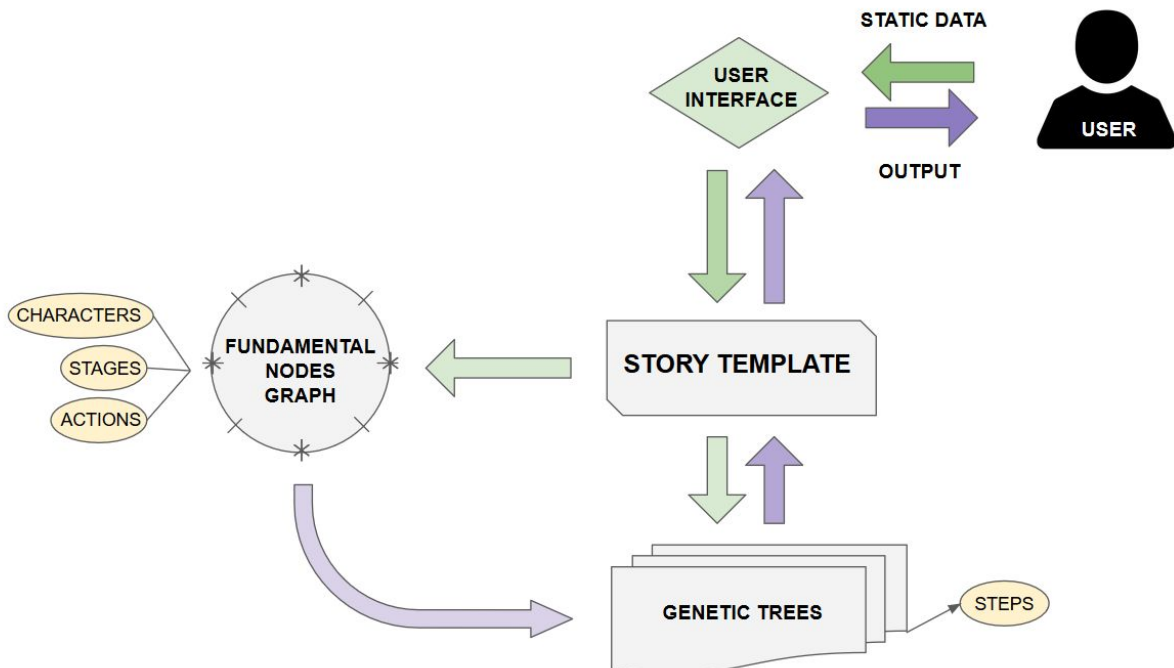 STATIC DATA
USER
INTERFACE
USER
OUTPUT
CHARACTERS
STAGES
ACTIONS
FUNDAMENTAL
NODES
GRAPH
STORY TEMPLATE
GENETIC TREES
STEPS